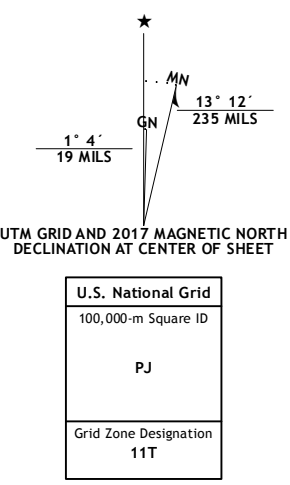 ★
MN
GN
13° 12´
235 MILS
1° 4´
19 MILS
UTM GRID AND 2017 MAGNETIC NORTH
DECLINATION AT CENTER OF SHEET
U.S. National Grid
100,000-m Square ID
PJ
Grid Zone Designation
11T